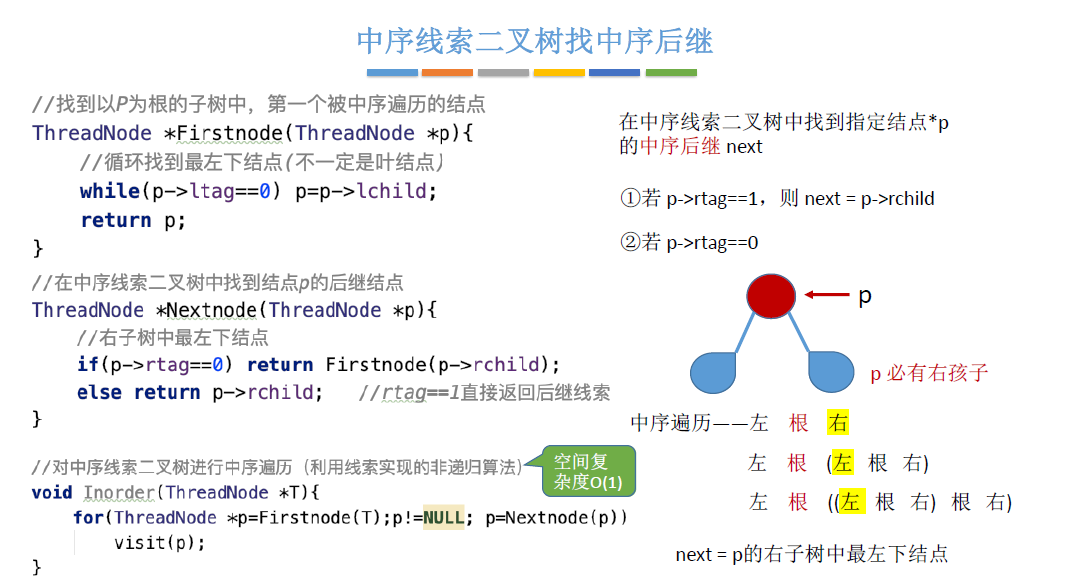 中序线索二叉树找中序后继
//找到以P为根的子树中，第一个被中序遍历的结点
ThreadNode *Firstnode(ThreadNode *p){
//循环找到最左下结点(不一定是叶结点)
while(p->ltag==0) p=p->lchild;
return p;
}
//在中序线索二叉树中找到结点p的后继结点
ThreadNode *Nextnode(ThreadNode *p){
//右子树中最左下结点
if(p->rtag==0) return Firstnode(p->rchild);
else return p->rchild; //rtag==1直接返回后继线索
}
//对中序线索二叉树进行中序遍历（利用线索实现的非递归算法)
空间复
杂度O(1)
void Inorder(ThreadNode *T){
for(ThreadNode *p=Firstnode(T);p!=NULL; p=Nextnode(p))
visit(p);
}
在中序线索二叉树中找到指定结点*p
的中序后继 next
①若 p->rtag==1，则 next = p->rchild
②若 p->rtag==0
p
p 必有右孩子
中序遍历——左 根 右
左 根 (左 根 右)
左 根 ((左 根 右) 根 右)
next = p的右子树中最左下结点